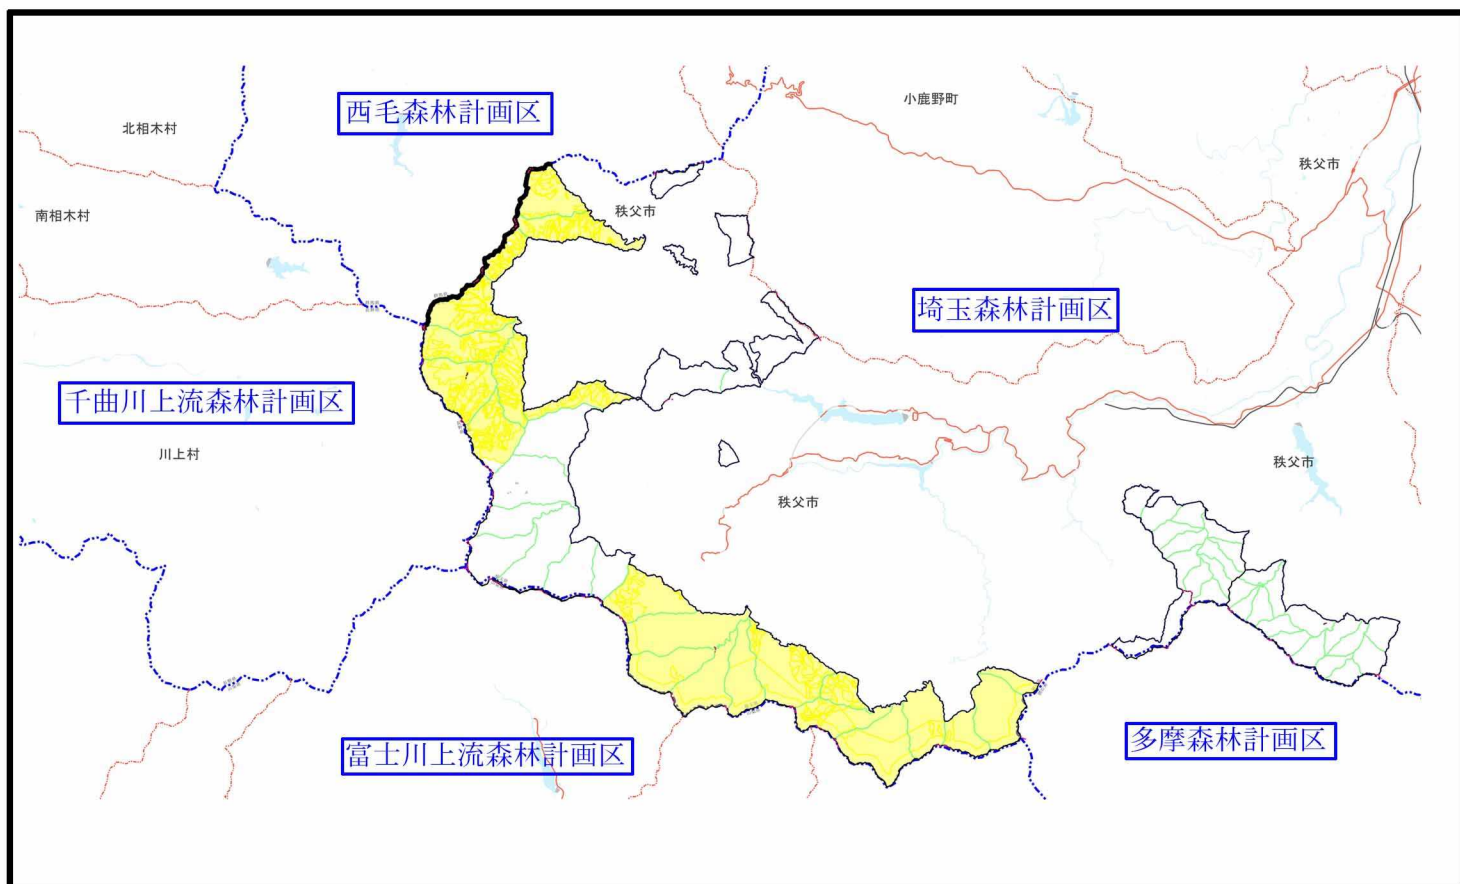 西毛森林計画区
小鹿野町
北相木村
秩父市
南相木村
秩父市
埼玉森林計画区
千曲川上流森林計画区
川上村
秩父市
秩父市
富士川上流森林計画区
多摩森林計画区